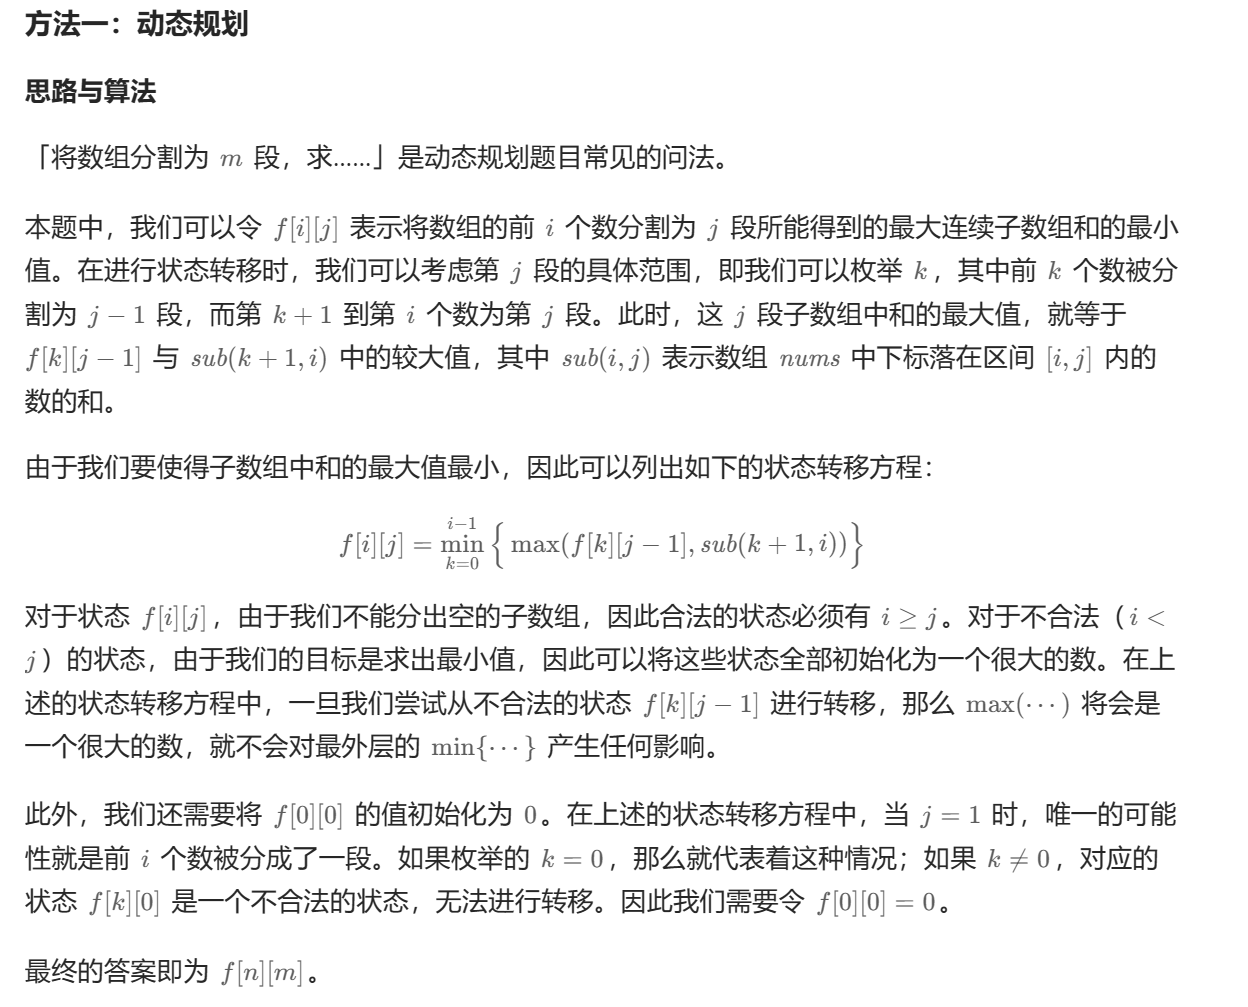 方法一：动态规划
思路与算法
「将数组分割为 m 段，求……」是动态规划题目常见的问法。
本题中，我们可以令 f[i][j] 表示将数组的前 i 个数分割为 j 段所能得到的最大连续子数组和的最小
值。在进行状态转移时，我们可以考虑第 j 段的具体范围，即我们可以枚举 k，其中前 k 个数被分
割为 j − 1 段，而第 k + 1 到第 i 个数为第 j 段。此时，这 j 段子数组中和的最大值，就等于
f[k][j − 1] 与 sub(k + 1, i) 中的较大值，其中 sub(i, j) 表示数组 nums 中下标落在区间 [i, j] 内的
数的和。
由于我们要使得子数组中和的最大值最小，因此可以列出如下的状态转移方程：
f[i][j] = min_{k=0}^{i−1} { max(f[k][j − 1], sub(k + 1, i)) }
对于状态 f[i][j]，由于我们不能分出空的子数组，因此合法的状态必须有 i ≥ j。对于不合法（i <
j）的状态，由于我们的目标是求出最小值，因此可以将这些状态全部初始化为一个很大的数。在上
述的状态转移方程中，一旦我们尝试从不合法的状态 f[k][j − 1] 进行转移，那么 max(⋯) 将会是
一个很大的数，就不会对最外层的 min{⋯} 产生任何影响。
此外，我们还需要将 f[0][0] 的值初始化为 0。在上述的状态转移方程中，当 j = 1 时，唯一的可能
性就是前 i 个数被分成了一段。如果枚举的 k = 0，那么就代表着这种情况；如果 k ≠ 0，对应的
状态 f[k][0] 是一个不合法的状态，无法进行转移。因此我们需要令 f[0][0] = 0。
最终的答案即为 f[n][m]。